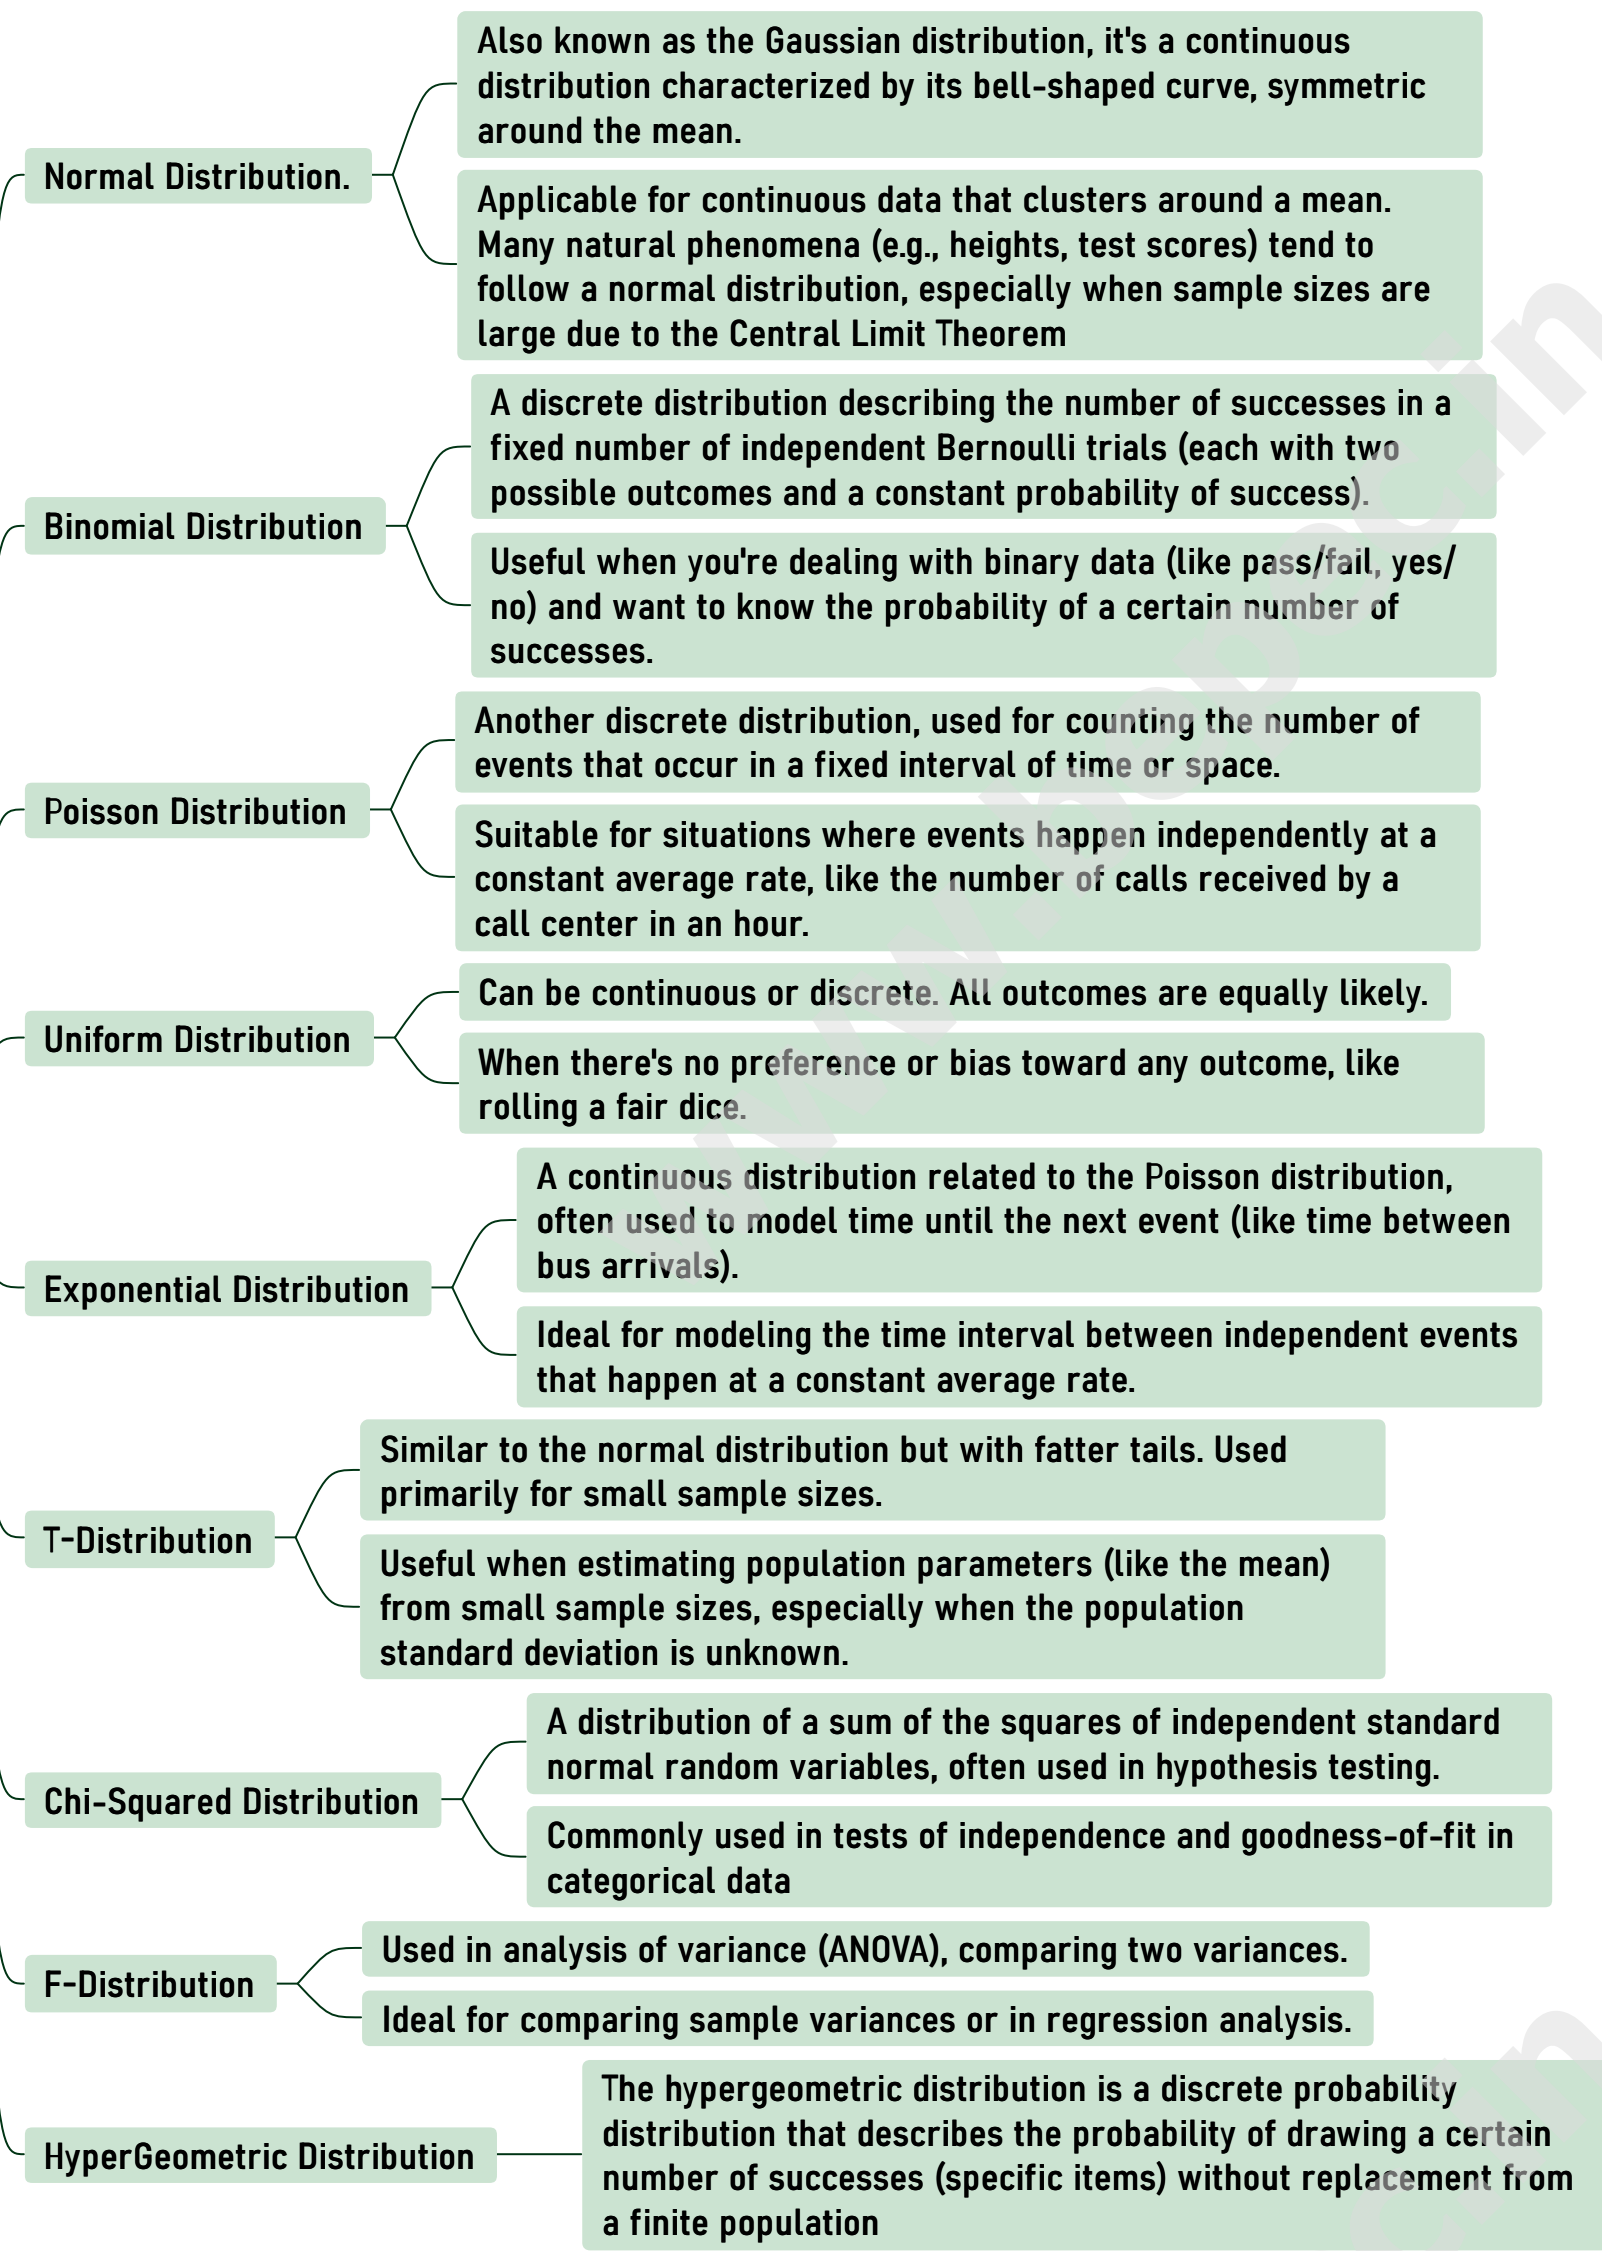 Also known as the Gaussian distribution, it's a continuous
distribution characterized by its bell-shaped curve, symmetric
around the mean.
Normal Distribution.
Applicable for continuous data that clusters around a mean.
Many natural phenomena (e.g., heights, test scores) tend to
follow a normal distribution, especially when sample sizes are
large due to the Central Limit Theorem
A discrete distribution describing the number of successes in a
fixed number of independent Bernoulli trials (each with two
possible outcomes and a constant probability of success).
Binomial Distribution
Useful when you're dealing with binary data (like pass/fail, yes/
no) and want to know the probability of a certain number of
successes.
Another discrete distribution, used for counting the number of
events that occur in a fixed interval of time or space.
Poisson Distribution
Suitable for situations where events happen independently at a
constant average rate, like the number of calls received by a
call center in an hour.
Can be continuous or discrete. All outcomes are equally likely.
Uniform Distribution
When there's no preference or bias toward any outcome, like
rolling a fair dice.
A continuous distribution related to the Poisson distribution,
often used to model time until the next event (like time between
bus arrivals).
Exponential Distribution
Ideal for modeling the time interval between independent events
that happen at a constant average rate.
Similar to the normal distribution but with fatter tails. Used
primarily for small sample sizes.
T-Distribution
Useful when estimating population parameters (like the mean)
from small sample sizes, especially when the population
standard deviation is unknown.
A distribution of a sum of the squares of independent standard
normal random variables, often used in hypothesis testing.
Chi-Squared Distribution
Commonly used in tests of independence and goodness-of-fit in
categorical data
Used in analysis of variance (ANOVA), comparing two variances.
F-Distribution
Ideal for comparing sample variances or in regression analysis.
The hypergeometric distribution is a discrete probability
distribution that describes the probability of drawing a certain
HyperGeometric Distribution
number of successes (specific items) without replacement from
a finite population
www.bepec.in
c.in